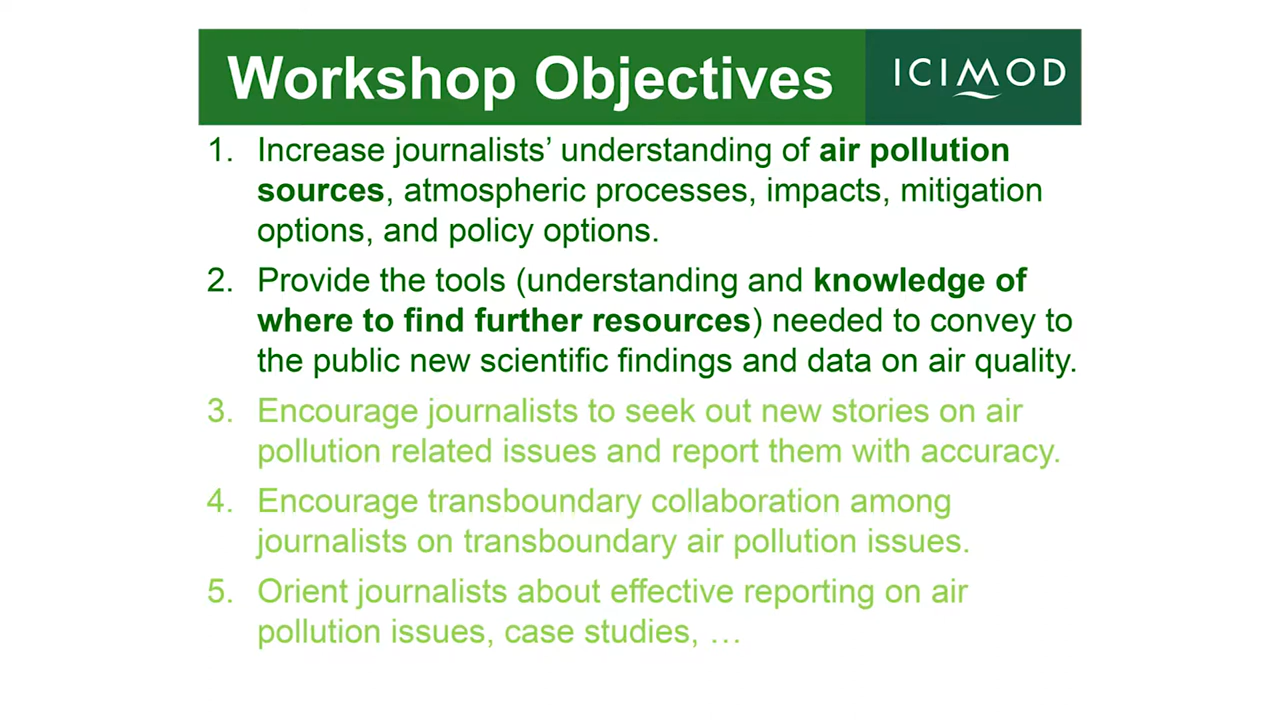 Workshop Objectives
ICIMOD
1. Increase journalists’ understanding of air pollution
sources, atmospheric processes, impacts, mitigation
options, and policy options.
2. Provide the tools (understanding and knowledge of
where to find further resources) needed to convey to
the public new scientific findings and data on air quality.
3. Encourage journalists to seek out new stories on air
pollution related issues and report them with accuracy.
4. Encourage transboundary collaboration among
journalists on transboundary air pollution issues.
5. Orient journalists about effective reporting on air
pollution issues, case studies, …